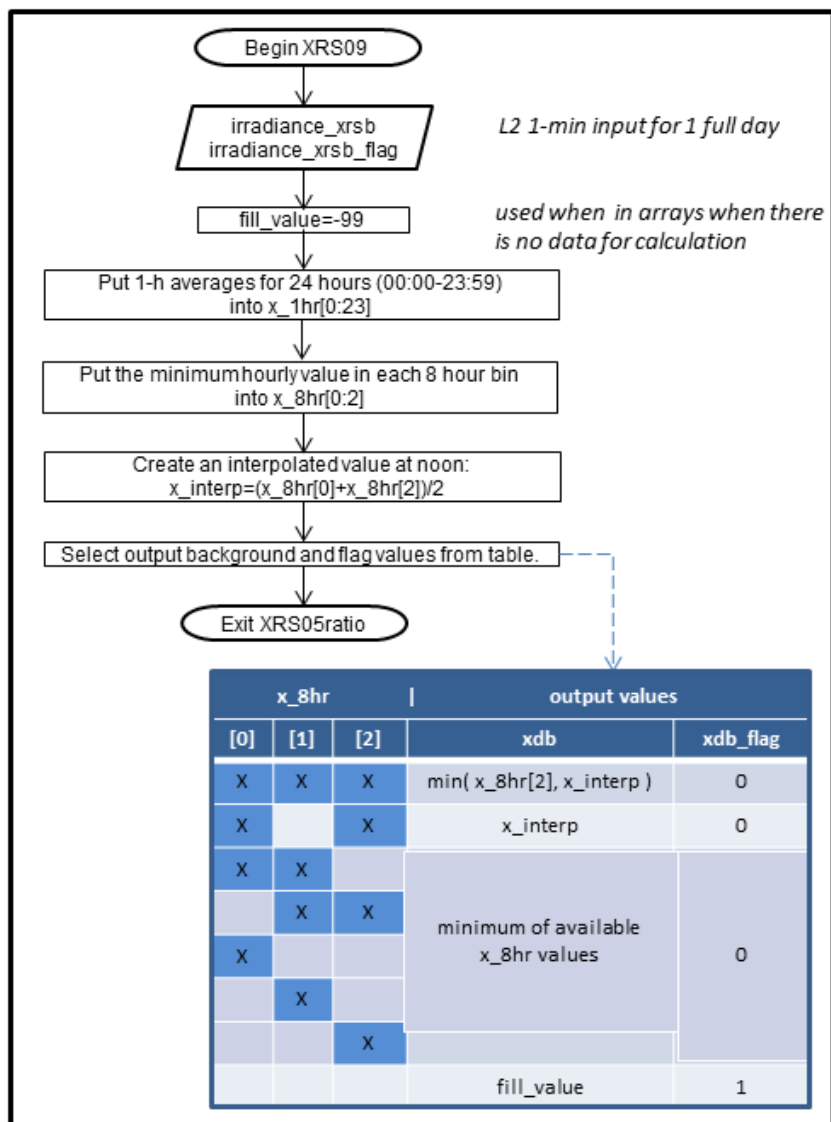 Begin XRS09
irradiance_xrsb
irradiance_xrsb_flag
L2 1-min input for 1 full day
fill_value=-99
used when in arrays when there
is no data for calculation
Put 1-h averages for 24 hours (00:00-23:59)
into x_1hr[0:23]
Put the minimum hourly value in each 8 hour bin
into x_8hr[0:2]
Create an interpolated value at noon:
x_interp=(x_8hr[0]+x_8hr[2])/2
Select output background and flag values from table.
Exit XRS05ratio
x_8hr | output values
[0] [1] [2] xdb xdb_flag
X X X min( x_8hr[2], x_interp ) 0
X X x_interp 0
X X
X X
minimum of available
x_8hr values 0
X
X
X
fill_value 1